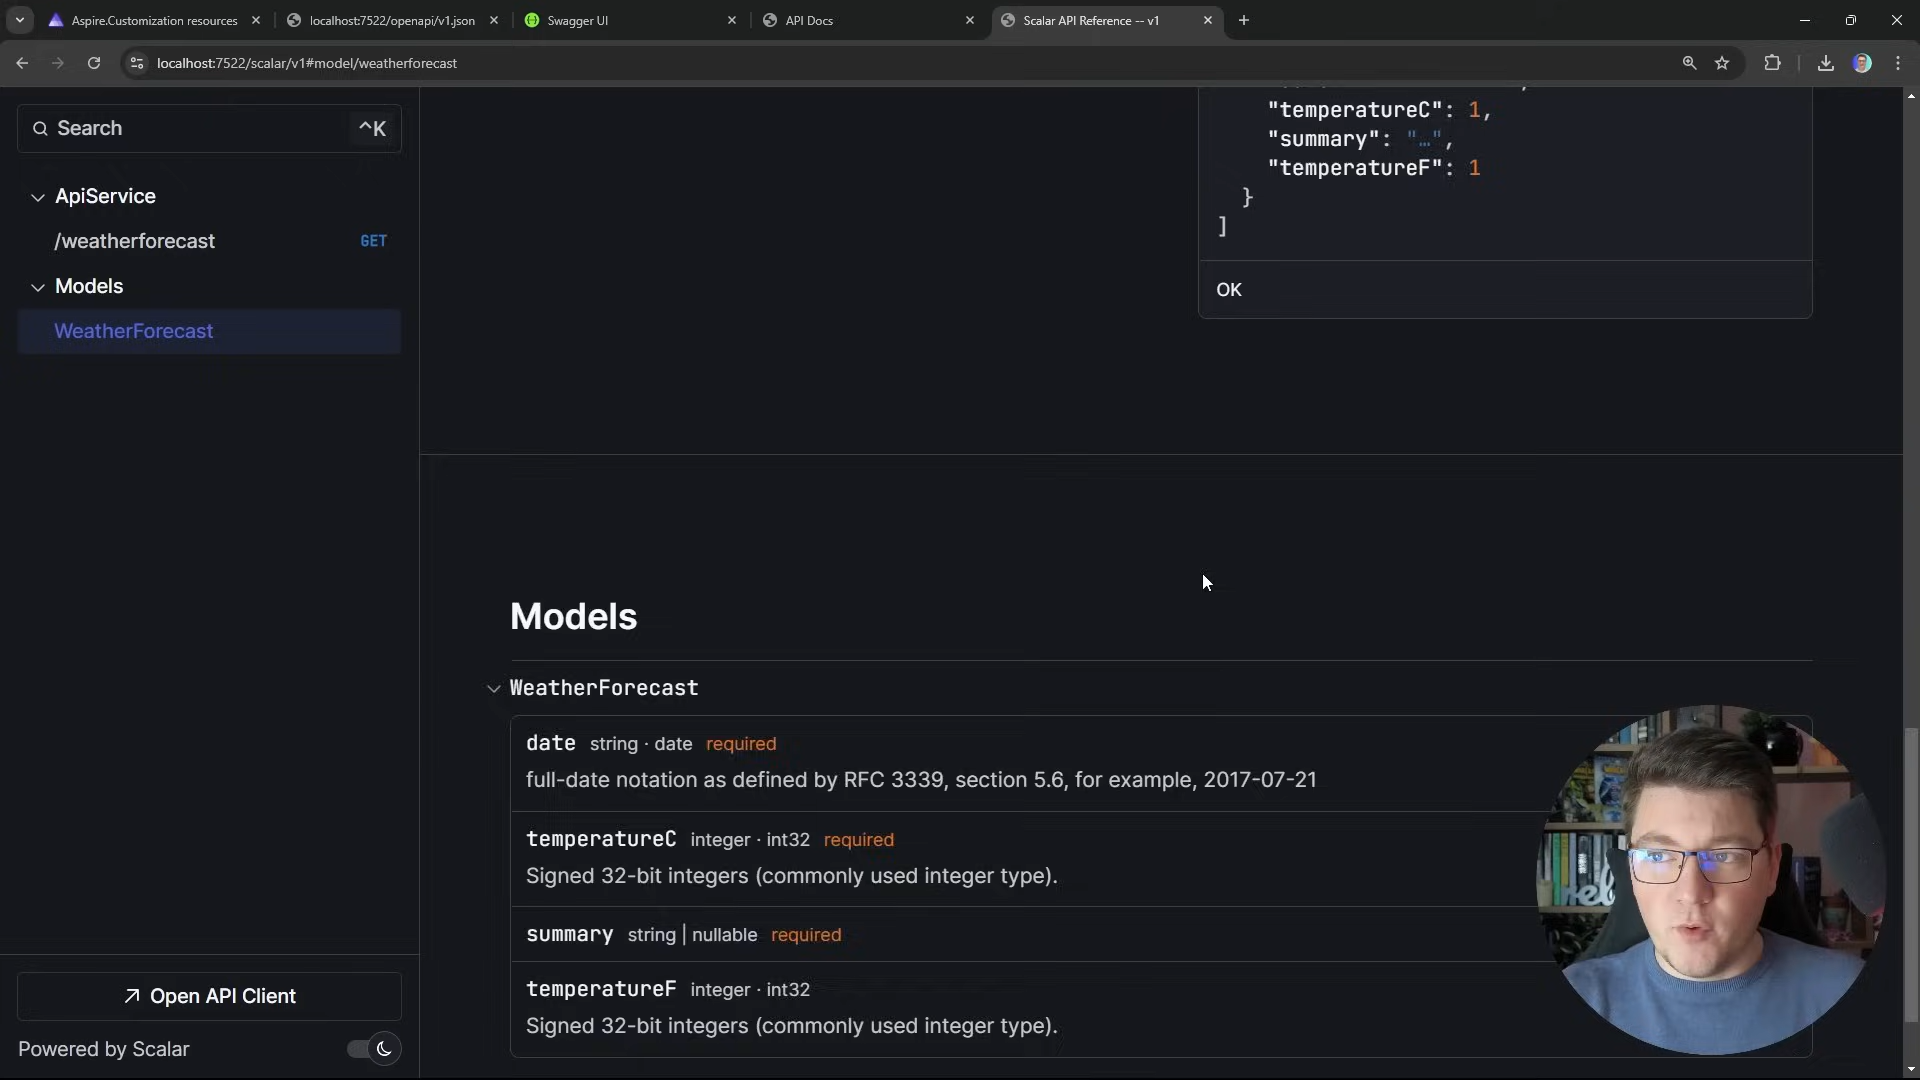 Aspire.Customization resources
localhost:7522/openapi/v1.json
Swagger UI
API Docs
Scalar API Reference -- v1
localhost:7522/scalar/v1#model/weatherforecast
Search
^K
ApiService
/weatherforecast GET
Models
WeatherForecast
Open API Client
Powered by Scalar
"temperatureC": 1,
"summary": "…",
"temperatureF": 1
}
]
OK
Models
WeatherForecast
date string · date required
full-date notation as defined by RFC 3339, section 5.6, for example, 2017-07-21
temperatureC integer · int32 required
Signed 32-bit integers (commonly used integer type).
summary string | nullable required
temperatureF integer · int32
Signed 32-bit integers (commonly used integer type).